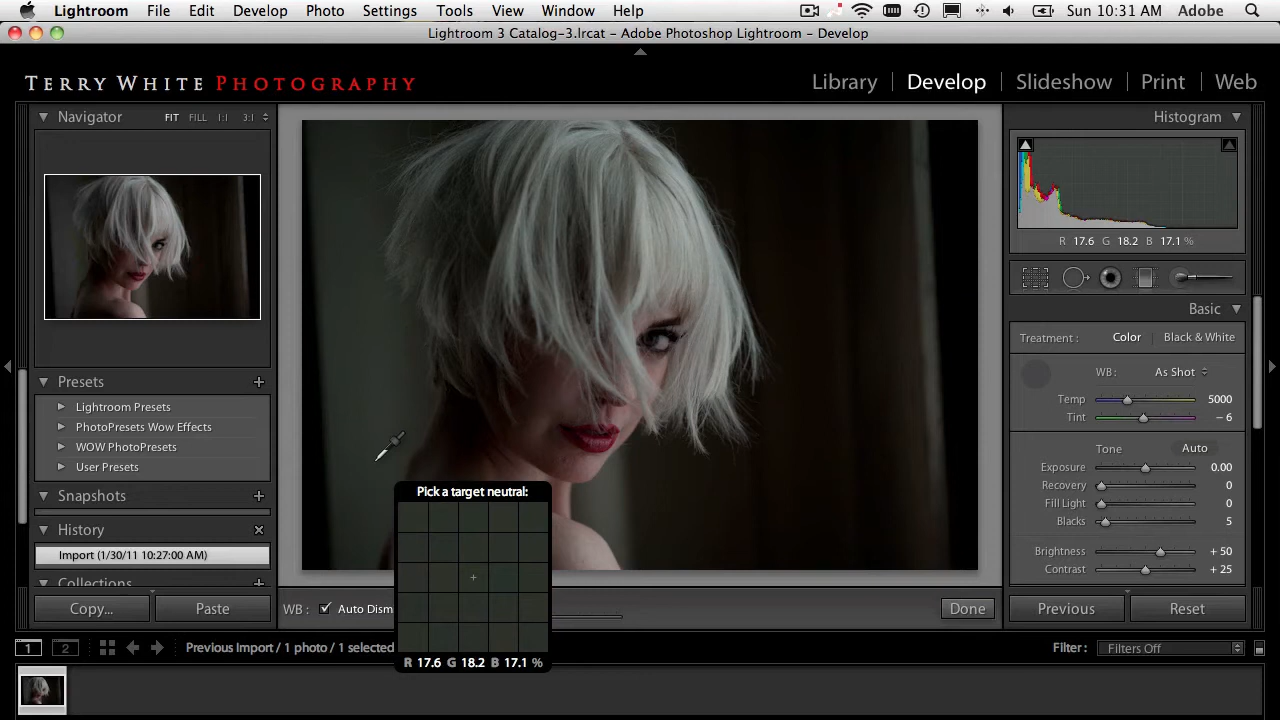 Lightroom File Edit Develop Photo Settings Tools View Window Help Sun 10:31 AM Adobe
Lightroom 3 Catalog-3.lrcat – Adobe Photoshop Lightroom – Develop
TERRY WHITE PHOTOGRAPHY
Library Develop Slideshow Print Web
Navigator FIT FILL 1:1 3:1
Histogram
R 17.6 G 18.2 B 17.1 %
Basic
Treatment : Color Black & White
WB : As Shot
Temp 5000
Tint – 6
Tone Auto
Exposure 0.00
Recovery 0
Fill Light 0
Blacks 5
Brightness + 50
Contrast + 25
Presets
Lightroom Presets
PhotoPresets Wow Effects
WOW PhotoPresets
User Presets
Snapshots
History
Import (1/30/11 10:27:00 AM)
Collections
Pick a target neutral:
R 17.6 G 18.2 B 17.1 %
Copy... Paste
WB : Auto Dism
Done
Previous Reset
1 2 Previous Import / 1 photo / 1 selected
Filter : Filters Off